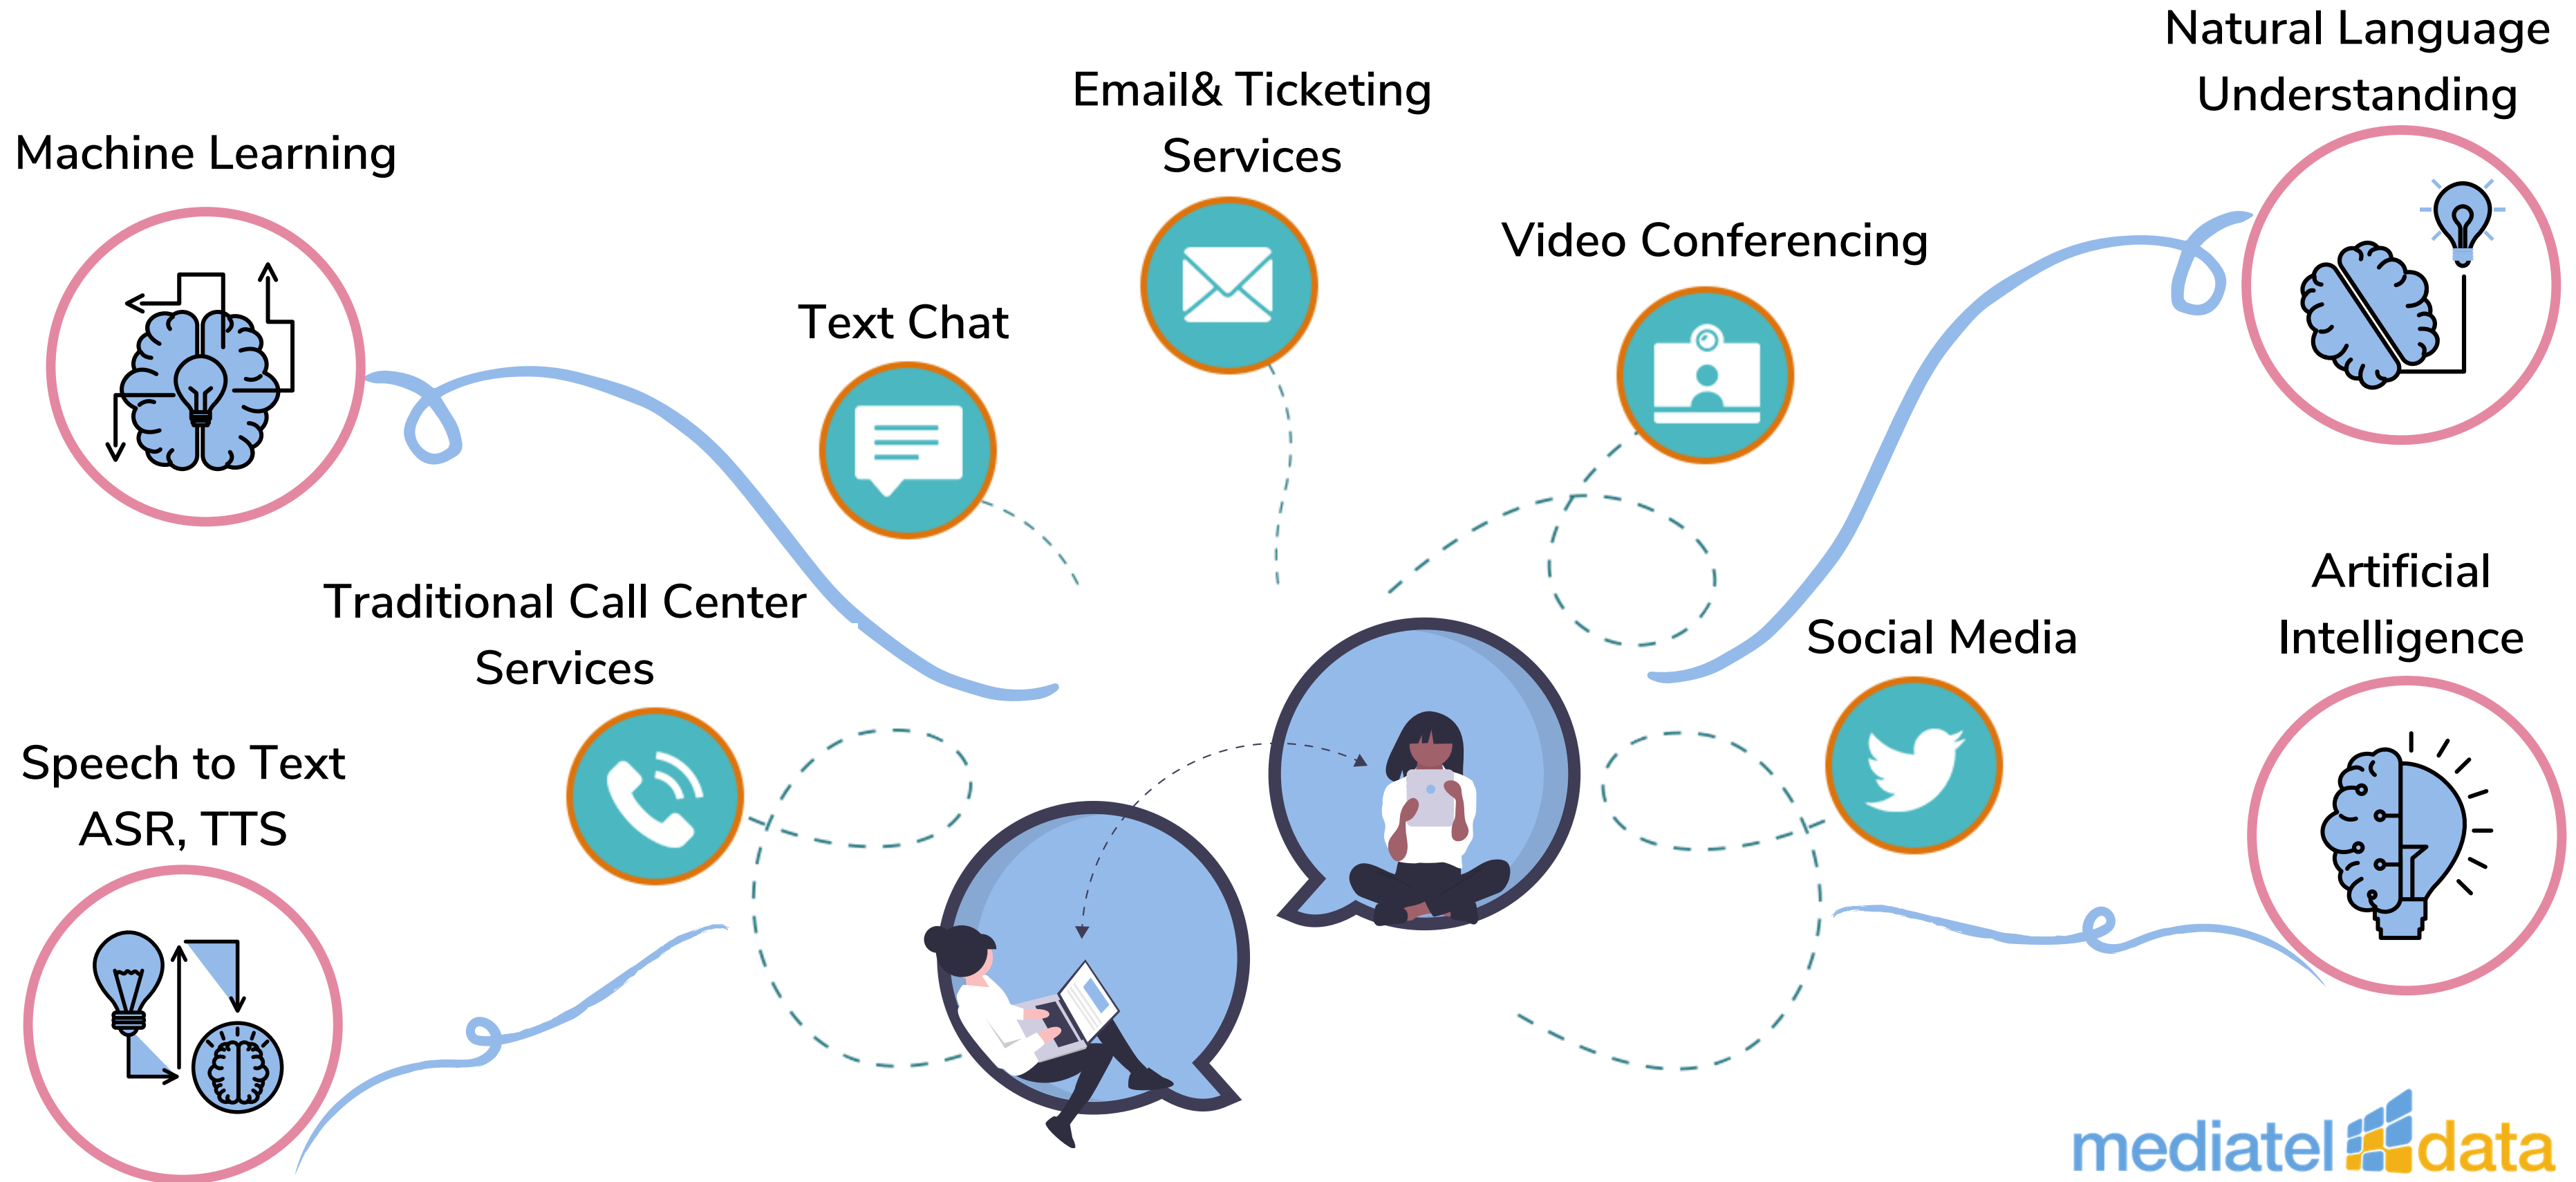 Natural Language
Understanding
Email& Ticketing
Services
Machine Learning
Video Conferencing
Text Chat
Artificial
Intelligence
Traditional Call Center
Services
Social Media
Speech to Text
ASR, TTS
mediatel data